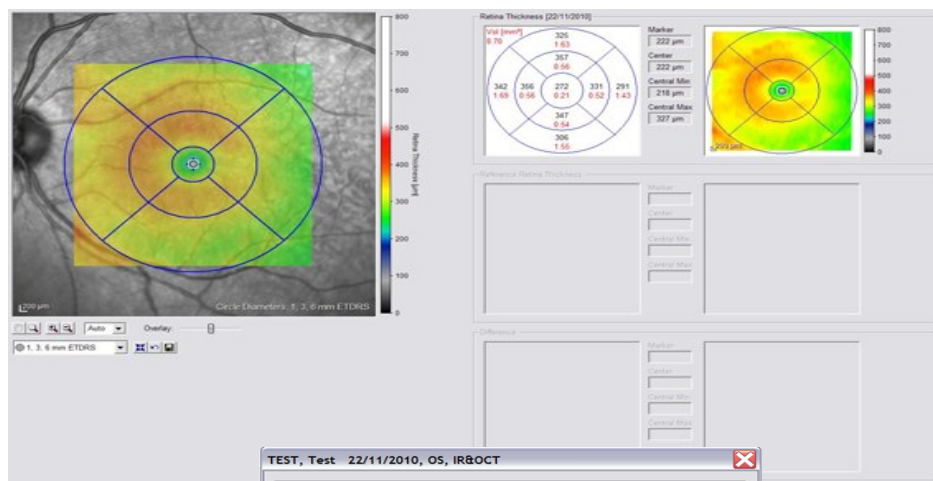 800
700
600
500
400
300
200
100
0
Retina Thickness [µm]
200 µm
Circle Diameters: 1, 3, 6 mm ETDRS
Auto
Overlay:
1, 3, 6 mm ETDRS
Retina Thickness [22/11/2010]
Vol [mm³]
8.70
326
1.63
357
0.56
342 356 272 331 291
1.69 0.56 0.21 0.52 1.43
347
0.54
306
1.55
Marker
222 µm
Center
222 µm
Central Min
218 µm
Central Max
327 µm
200 µm
800
700
600
500
400
300
200
100
0
Reference Retina Thickness
Marker
Center
Central Min
Central Max
Difference
Marker
Center
Central Min
Central Max
TEST, Test 22/11/2010, OS, IR&OCT